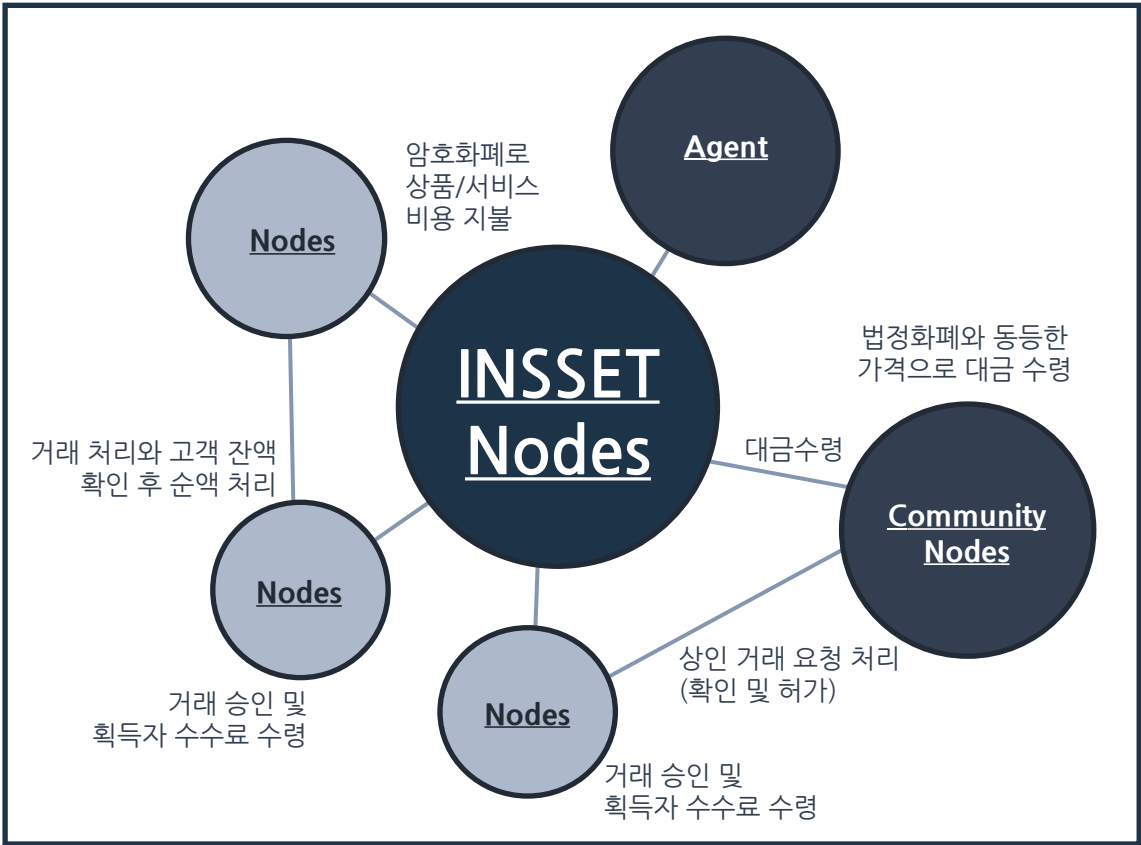 Agent
암호화폐로
상품/서비스
비용 지불
Nodes
법정화폐와 동등한
가격으로 대금 수령
INSSET
Nodes
거래 처리와 고객 잔액
확인 후 순액 처리
대금수령
Community
Nodes
Nodes
상인 거래 요청 처리
(확인 및 허가)
거래 승인 및
획득자 수수료 수령
Nodes
거래 승인 및
획득자 수수료 수령